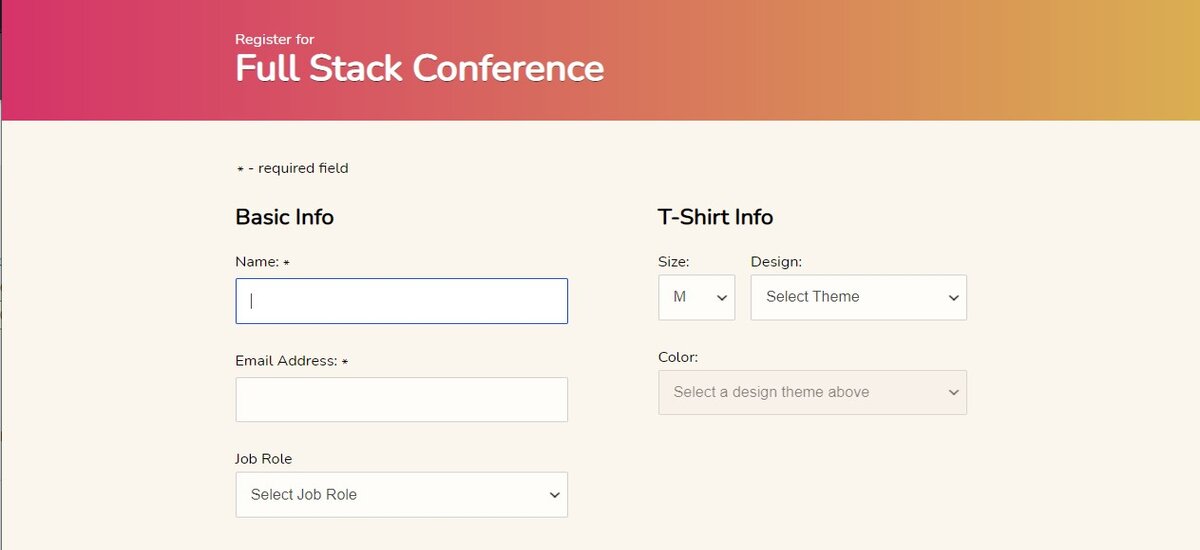 Register for
Full Stack Conference
* - required field
Basic Info
Name: *
Email Address: *
Job Role
Select Job Role
T-Shirt Info
Size:
Design:
M
Select Theme
Color:
Select a design theme above